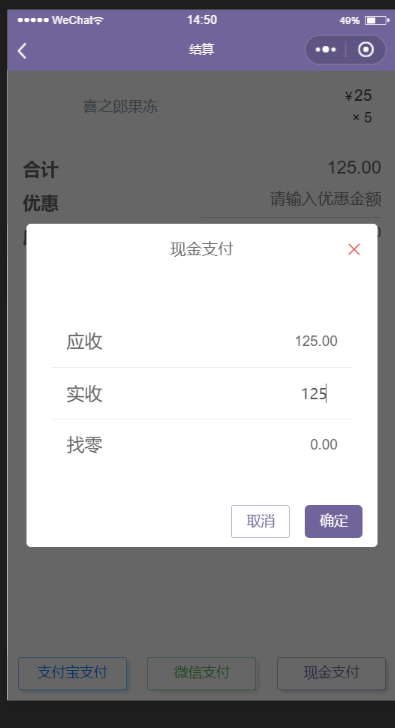 WeChat
14:50
49%
结算
喜之郎果冻
¥25
× 5
合计
125.00
优惠
请输入优惠金额
现金支付
应收
125.00
实收
125
找零
0.00
取消
确定
支付宝支付
微信支付
现金支付